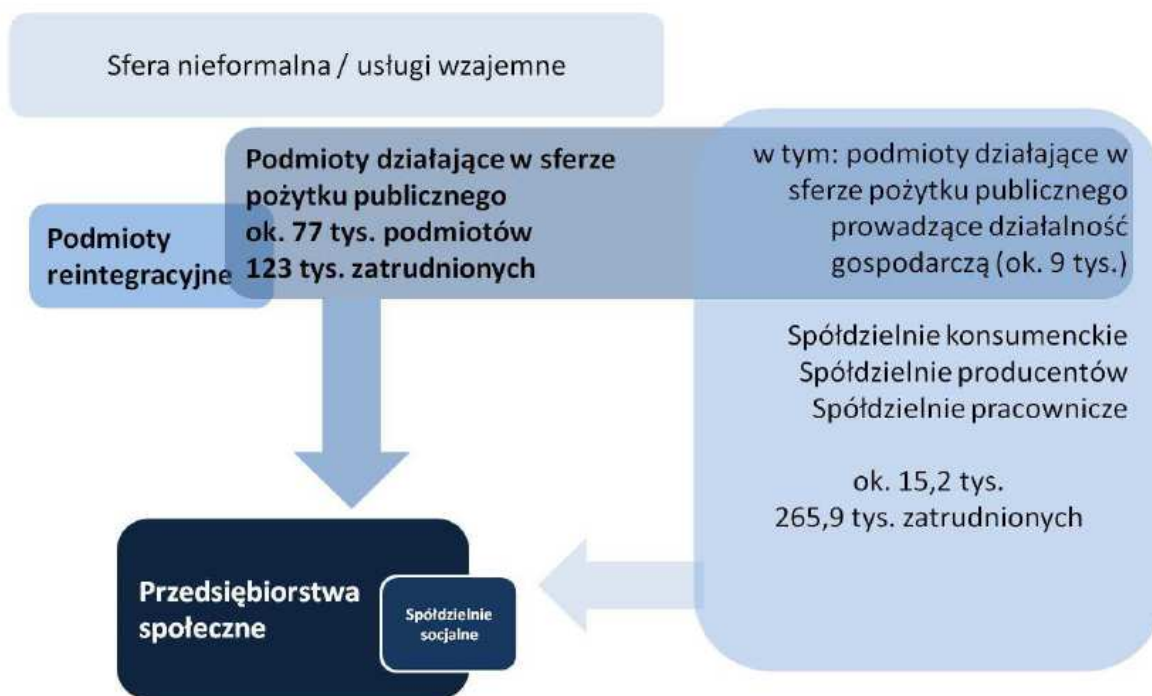 Sfera nieformalna / usługi wzajemne
Podmioty działające w sferze
pożytku publicznego
ok. 77 tys. podmiotów
123 tys. zatrudnionych
w tym: podmioty działające w
sferze pożytku publicznego
prowadzące działalność
gospodarczą (ok. 9 tys.)
Podmioty
reintegracyjne
Spółdzielnie konsumenckie
Spółdzielnie producentów
Spółdzielnie pracownicze
ok. 15,2 tys.
265,9 tys. zatrudnionych
Przedsiębiorstwa
społeczne
Spółdzielnie
socjalne